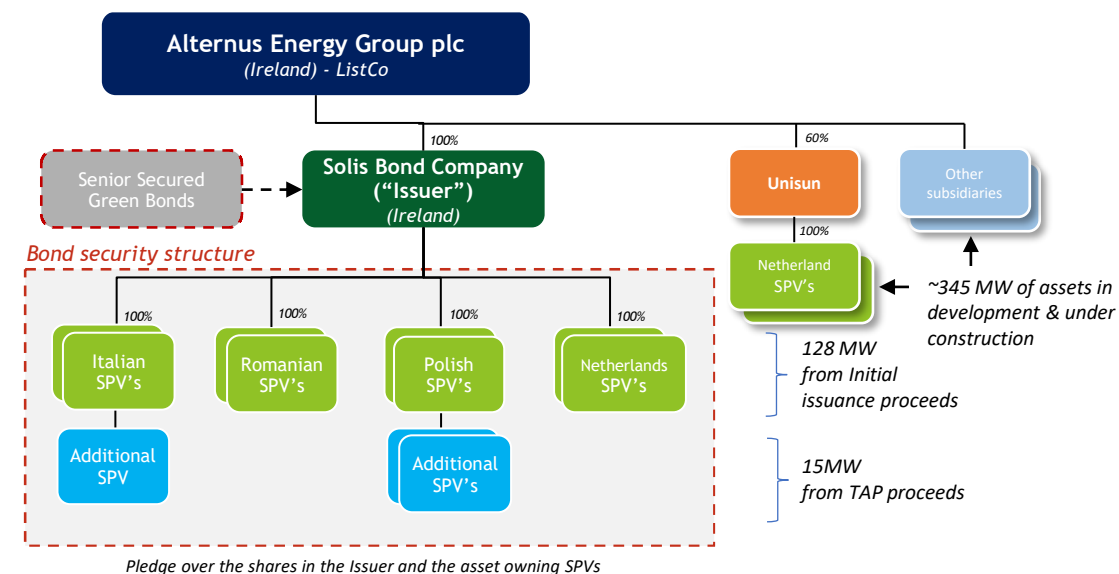 Alternus Energy Group plc
(Ireland) - ListCo
100%
60%
Senior Secured
Green Bonds
Solis Bond Company
(“Issuer”)
(Ireland)
Unisun
Other
subsidiaries
100%
Bond security structure
Netherland
SPV's
~345 MW of assets in
development & under
construction
100%
100%
100%
100%
Italian
SPV’s
Romanian
SPV’s
Polish
SPV’s
Netherlands
SPV’s
128 MW
from Initial
issuance proceeds
Additional
SPV
Additional
SPV’s
15MW
from TAP proceeds
Pledge over the shares in the Issuer and the asset owning SPVs